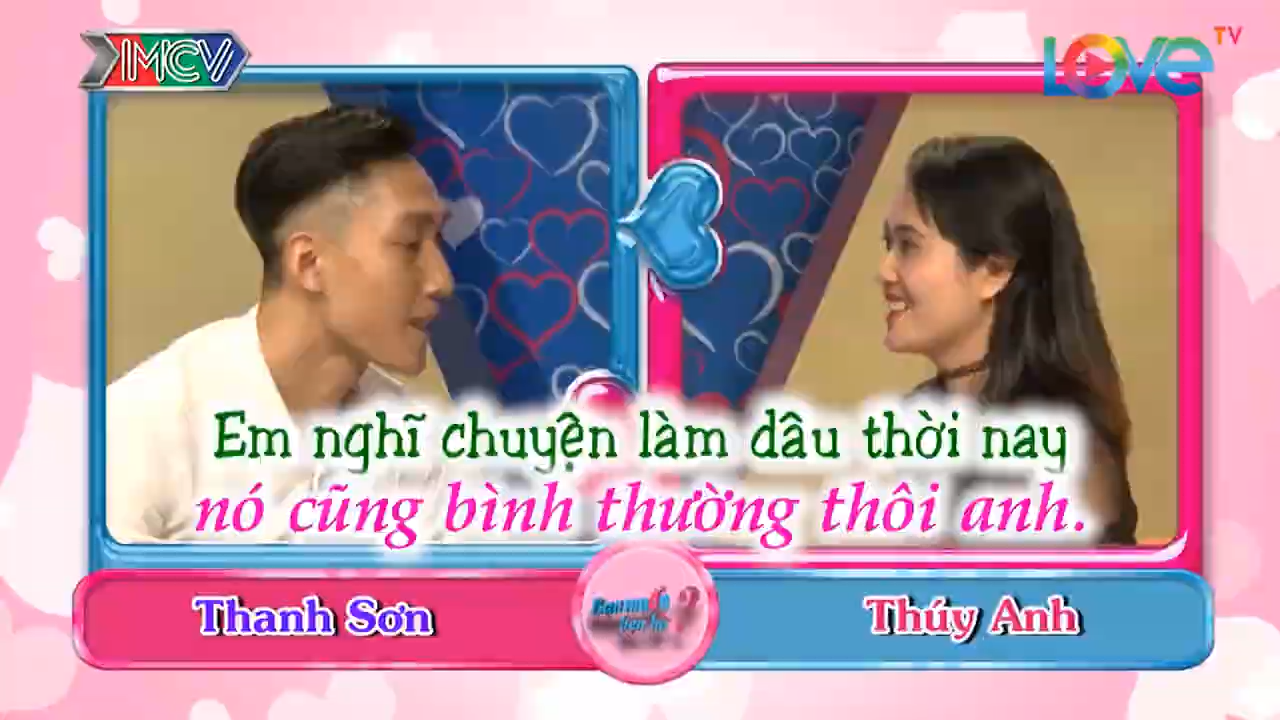 MCV
LOVE TV
Em nghĩ chuyện làm dâu thời nay
nó cũng bình thường thôi anh.
Thanh Sơn
Thúy Anh